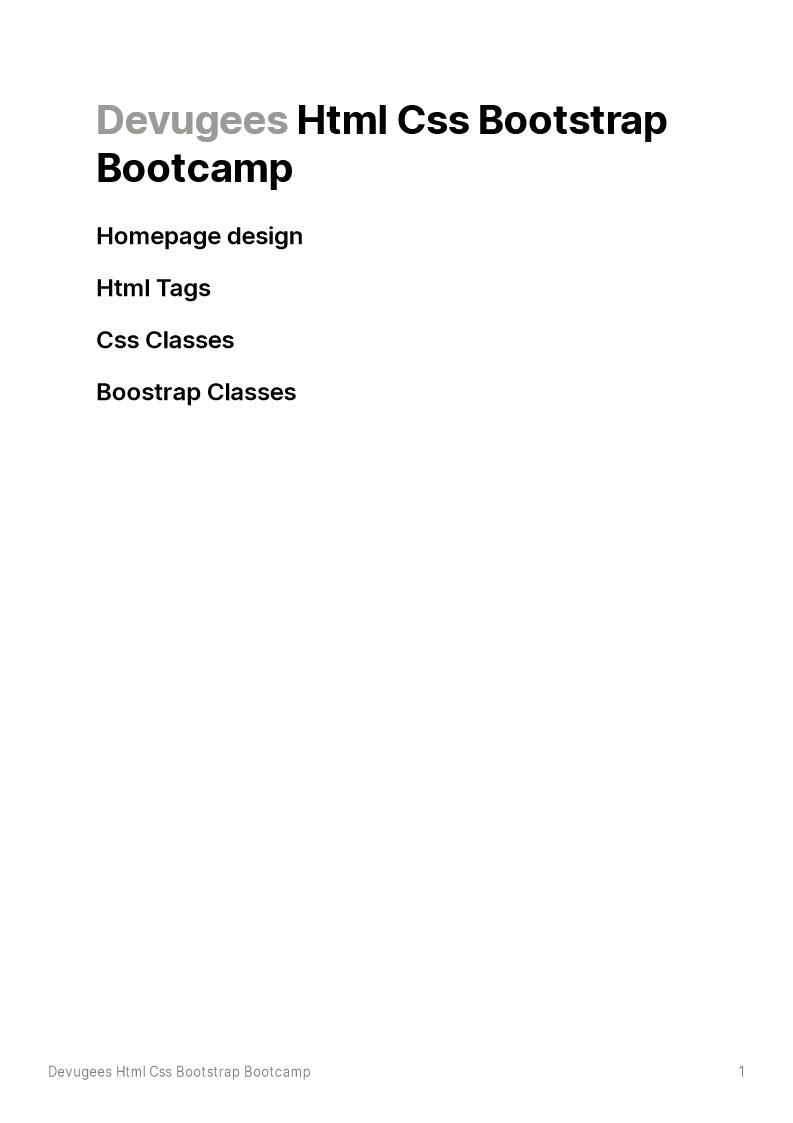 Devugees Html Css Bootstrap
Bootcamp
Homepage design
Html Tags
Css Classes
Boostrap Classes
Devugees Html Css Bootstrap Bootcamp 1